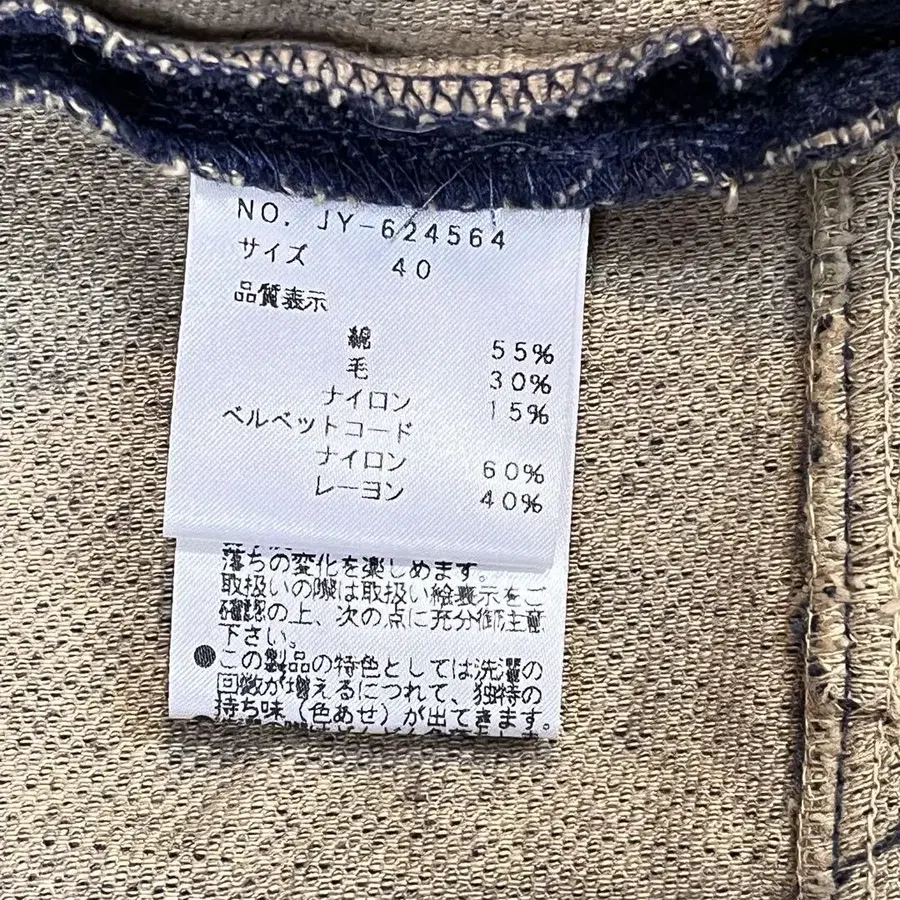 NO. JY-624564
サイズ 40
品質表示
綿 55%
毛 30%
ナイロン 15%
ベルベットコード
ナイロン 60%
レーヨン 40%
落ちの変化を楽しめます。
取扱いの際は取扱い絵表示をご
確認の上、次の点に充分御注意
下さい。
●この製品の特色としては洗濯の
回数が増えるにつれて、独特の
持ち味(色あせ)が出てきます。